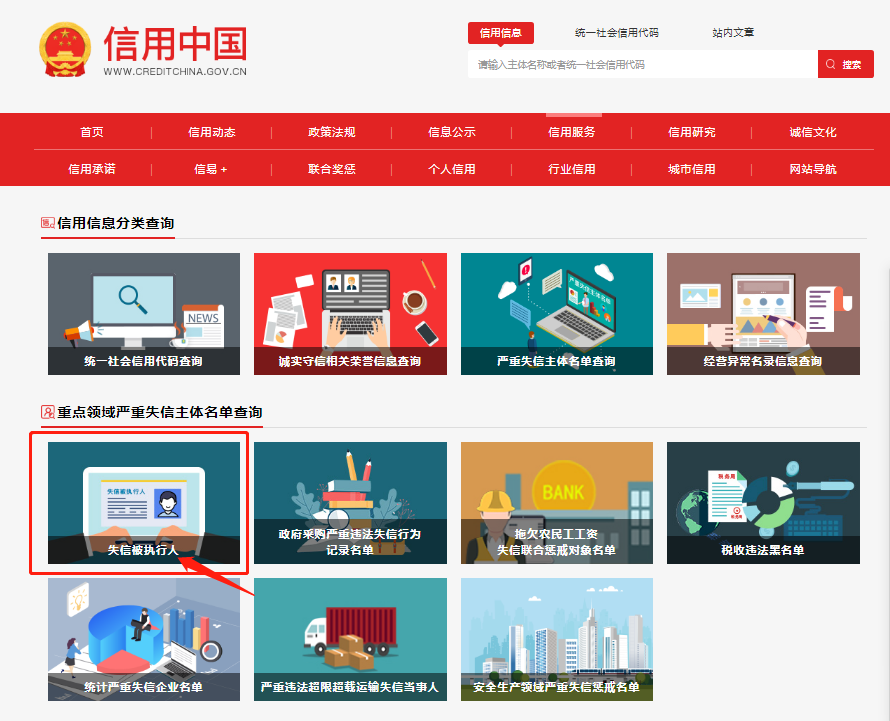 信用中国
WWW.CREDITCHINA.GOV.CN
信用信息
统一社会信用代码
站内文章
请输入主体名称或者统一社会信用代码
搜索
首页
信用动态
政策法规
信息公示
信用服务
信用研究
诚信文化
信用承诺
信易 +
联合奖惩
个人信用
行业信用
城市信用
网站导航
信用信息分类查询
NEWS
严重失信主体名单
统一社会信用代码查询
诚实守信相关荣誉信息查询
严重失信主体名单查询
经营异常名录信息查询
重点领域严重失信主体名单查询
失信被执行人
BANK
税务局
失信被执行人
政府采购严重违法失信行为
记录名单
拖欠农民工工资
失信联合惩戒对象名单
税收违法黑名单
统计严重失信企业名单
严重违法超限超载运输失信当事人
安全生产领域严重失信惩戒名单